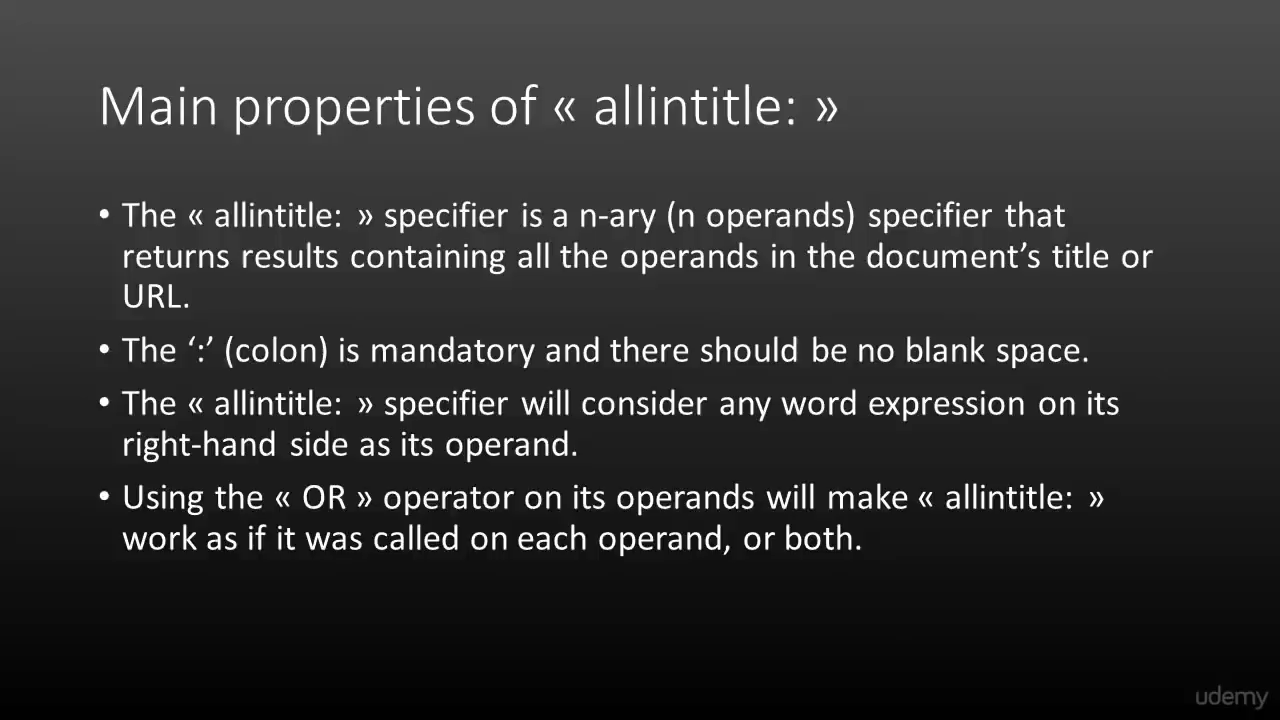 Main properties of « allintitle: »
• The « allintitle: » specifier is a n-ary (n operands) specifier that
returns results containing all the operands in the document’s title or
URL.
• The ‘:’ (colon) is mandatory and there should be no blank space.
• The « allintitle: » specifier will consider any word expression on its
right-hand side as its operand.
• Using the « OR » operator on its operands will make « allintitle: »
work as if it was called on each operand, or both.
udemy